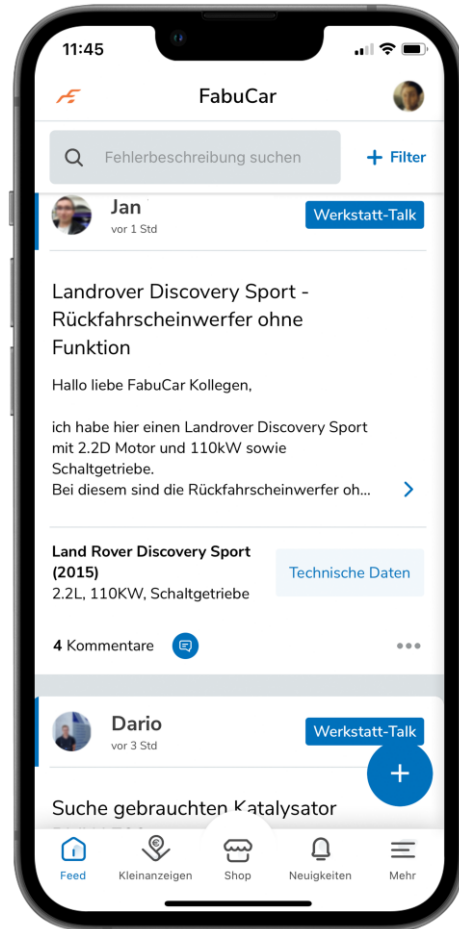 11:45
FabuCar
Fehlerbeschreibung suchen
+ Filter
Jan
vor 1 Std
Werkstatt-Talk
Landrover Discovery Sport -
Rückfahrscheinwerfer ohne
Funktion
Hallo liebe FabuCar Kollegen,
ich habe hier einen Landrover Discovery Sport
mit 2.2D Motor und 110kW sowie
Schaltgetriebe.
Bei diesem sind die Rückfahrscheinwerfer oh...
Land Rover Discovery Sport
(2015)
2.2L, 110KW, Schaltgetriebe
Technische Daten
4 Kommentare
Dario
vor 3 Std
Werkstatt-Talk
Suche gebrauchten Katalysator
Feed
Kleinanzeigen
Shop
Neuigkeiten
Mehr